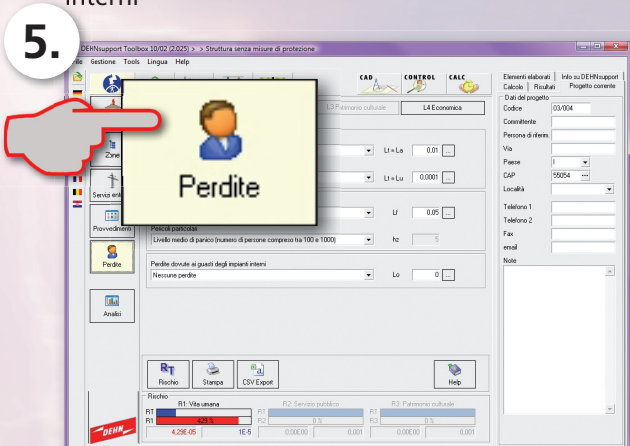 interni
5.
DEHNsupport Toolbox 10/02 (2.025) > > Struttura senza misure di protezione
File Gestione Tools Lingua Help
CAD CONTROL CALC
Elementi elaborati Info su DEHNsupport
Calcolo Risultati Progetto corrente
L3 Patrimonio culturale L4 Economica
Dati del progetto
Codice 03/004
Committente
Persona di riferim.
Via
Paese I
CAP 55054 ...
Località
Telefono 1
Telefono 2
Fax
email
Note
Zone
Lt=La 0.01 ...
Lt=Lu 0.0001 ...
Perdite
Provvedimenti
Lf 0.05 ...
Pericoli particolari
Livello medio di panico (numero di persone compreso tra 100 e 1000) hz 5
Perdite
Perdite dovute ai guasti degli impianti interni
Nessune perdite Lo 0 ...
Analisi
RT
Rischio Stampa CSV Export Help
Rischio
R1: Vita umana R2: Servizio pubblico R3: Patrimonio culturale
RT RT RT
R1 429 % R2 0 % R3 0 %
4,29E-05 1E-5 0,00E00 0,001 0,00E00 0,001
DEHN